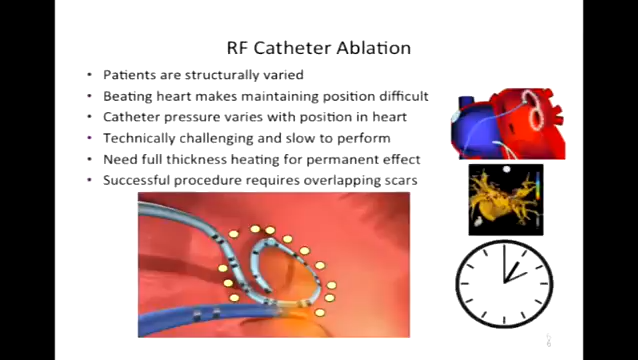 RF Catheter Ablation
• Patients are structurally varied
• Beating heart makes maintaining position difficult
• Catheter pressure varies with position in heart
• Technically challenging and slow to perform
• Need full thickness heating for permanent effect
• Successful procedure requires overlapping scars
6